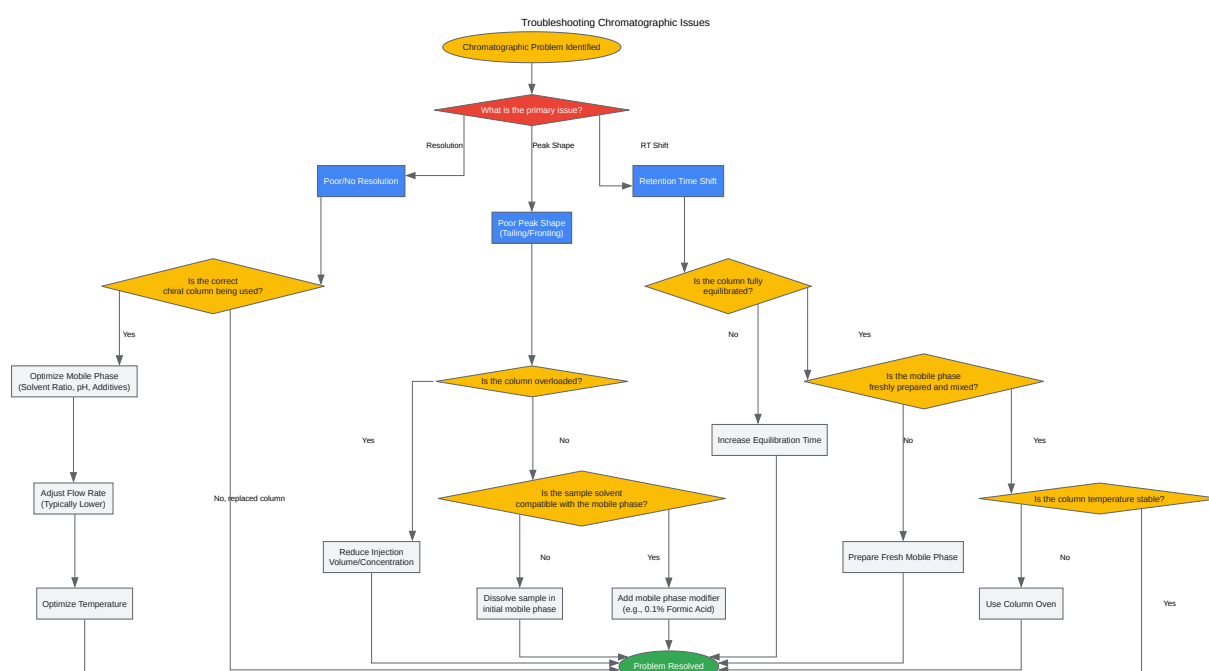 Troubleshooting Chromatographic Issues
Chromatographic Problem Identified
What is the primary issue?
Resolution
Peak Shape
RT Shift
Poor/No Resolution
Retention Time Shift
Poor Peak Shape
(Tailing/Fronting)
Is the correct
chiral column being used?
Is the column fully
equilibrated?
Yes
No
Yes
Optimize Mobile Phase
(Solvent Ratio, pH, Additives)
Is the column overloaded?
Is the mobile phase
freshly prepared and mixed?
Yes
No
Increase Equilibration Time
No
Yes
Adjust Flow Rate
(Typically Lower)
No, replaced column
Is the sample solvent
compatible with the mobile phase?
Is the column temperature stable?
Reduce Injection
Volume/Concentration
No
Yes
Prepare Fresh Mobile Phase
No
Optimize Temperature
Dissolve sample in
initial mobile phase
Add mobile phase modifier
(e.g., 0.1% Formic Acid)
Use Column Oven
Yes
Problem Resolved